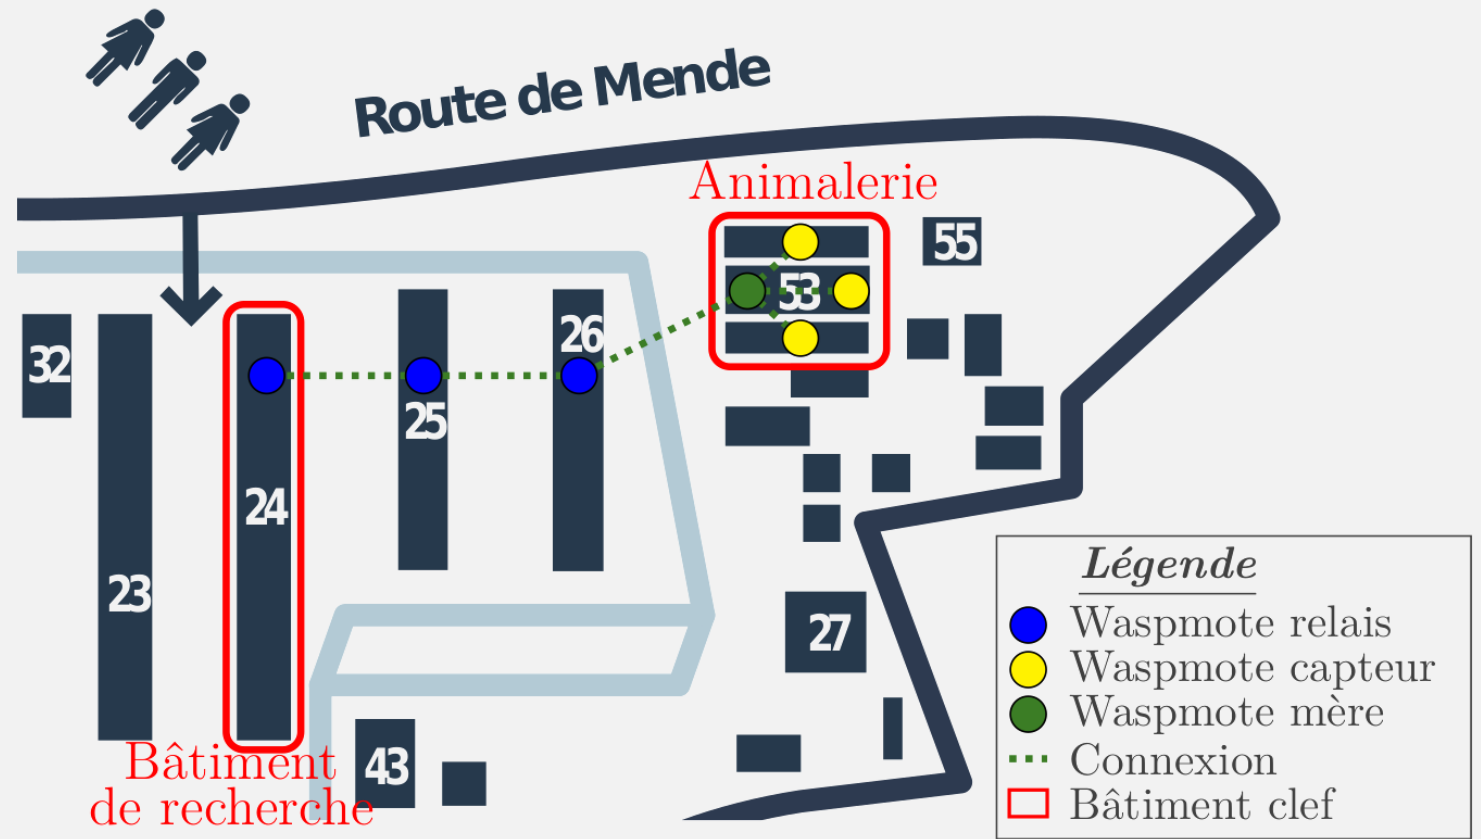 Route de Mende
Animalerie
55
53
26
32
25
24
23
27
43
Bâtiment
de recherche
Légende
Waspmote relais
Waspmote capteur
Waspmote mère
Connexion
Bâtiment clef